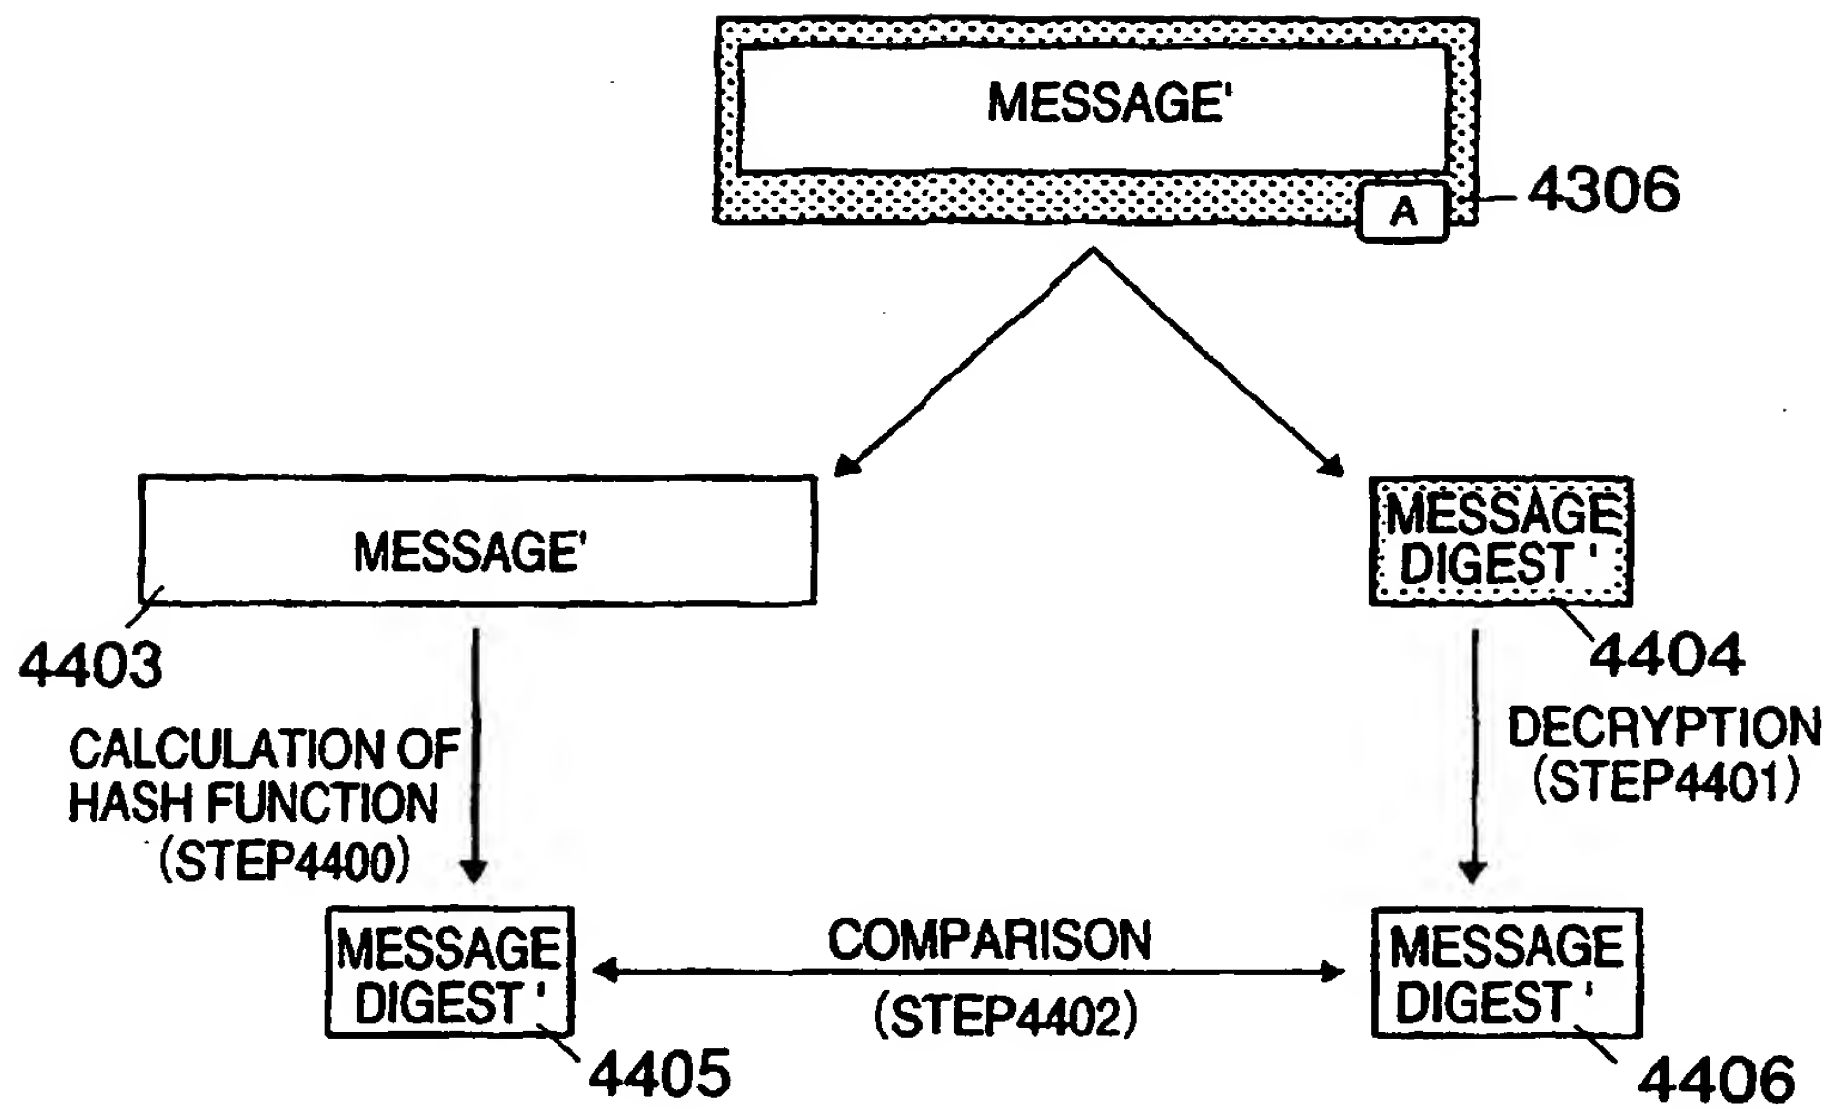 MESSAGE'
A
4306
MESSAGE'
MESSAGE
DIGEST '
4403
4404
CALCULATION OF
HASH FUNCTION
(STEP4400)
DECRYPTION
(STEP4401)
MESSAGE
DIGEST '
COMPARISON
(STEP4402)
MESSAGE
DIGEST '
4405
4406